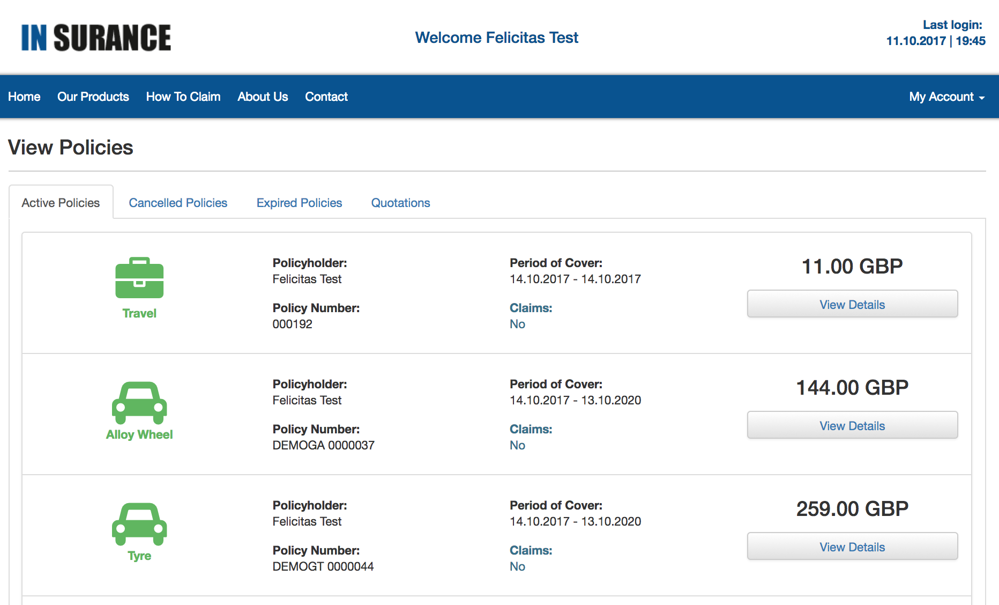 IN SURANCE
Welcome Felicitas Test
Last login:
11.10.2017 | 19:45
Home Our Products How To Claim About Us Contact My Account
View Policies
Active Policies Cancelled Policies Expired Policies Quotations
Travel
Policyholder:
Felicitas Test
Policy Number:
000192
Period of Cover:
14.10.2017 - 14.10.2017
Claims:
No
11.00 GBP
View Details
Alloy Wheel
Policyholder:
Felicitas Test
Policy Number:
DEMOGA 0000037
Period of Cover:
14.10.2017 - 13.10.2020
Claims:
No
144.00 GBP
View Details
Tyre
Policyholder:
Felicitas Test
Policy Number:
DEMOGT 0000044
Period of Cover:
14.10.2017 - 13.10.2020
Claims:
No
259.00 GBP
View Details